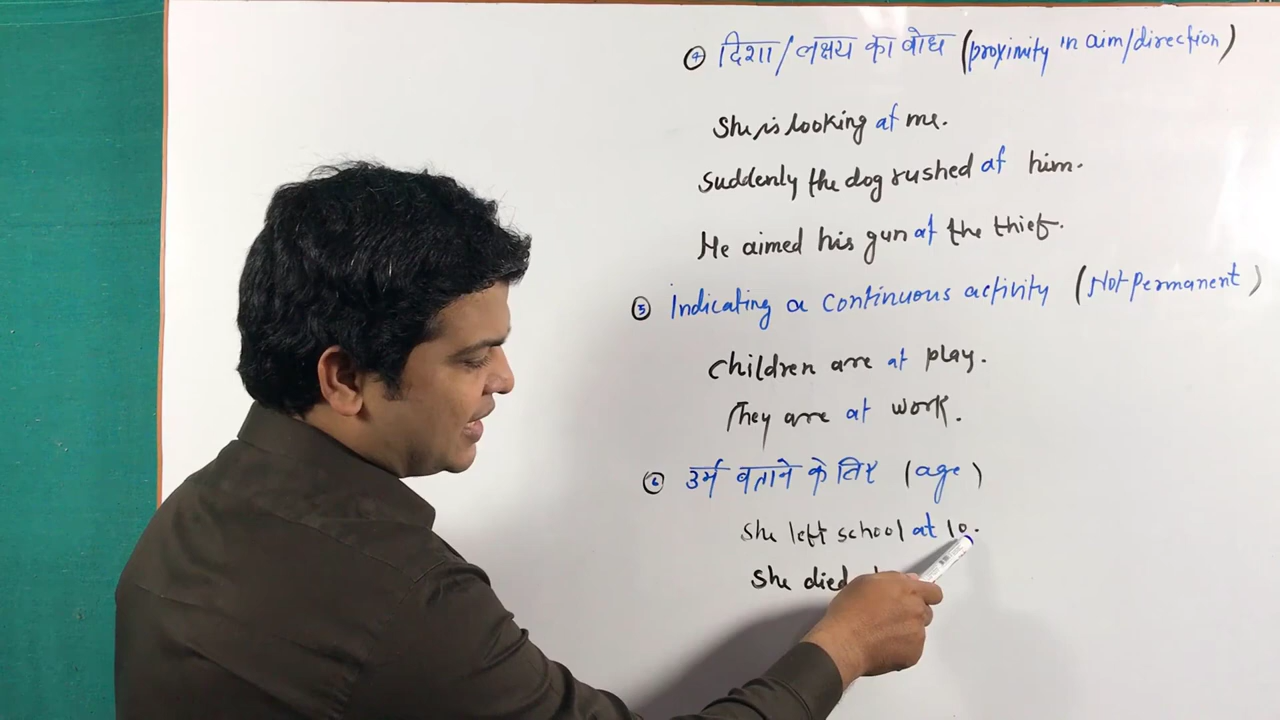 ④ दिशा/लक्ष्य का बोध (proximity in aim/direction)
She is looking at me.
Suddenly the dog rushed at him.
He aimed his gun at the thief.
⑤ Indicating a continuous activity (Not Permanent)
Children are at play.
They are at work.
⑥ उर्म बताने के लिए (age)
She left school at 10.
She died